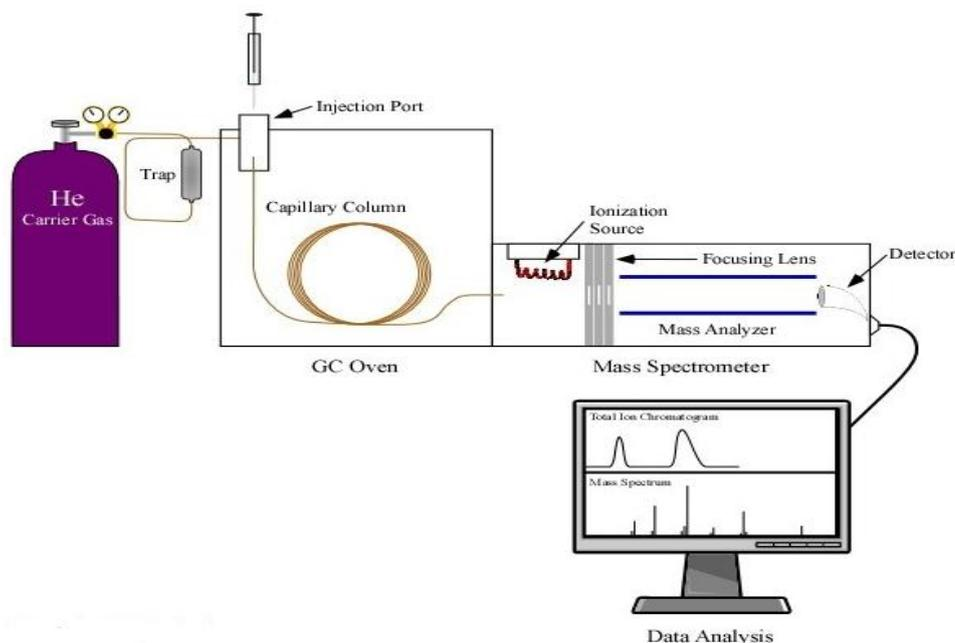 Injection Port
He
Carrier Gas
Trap
Capillary Column
Ionization
Source
Focusing Lens
Detector
Mass Analyzer
GC Oven
Mass Spectrometer
Total Ion Chromatogram
Mass Spectrum
Data Analysis